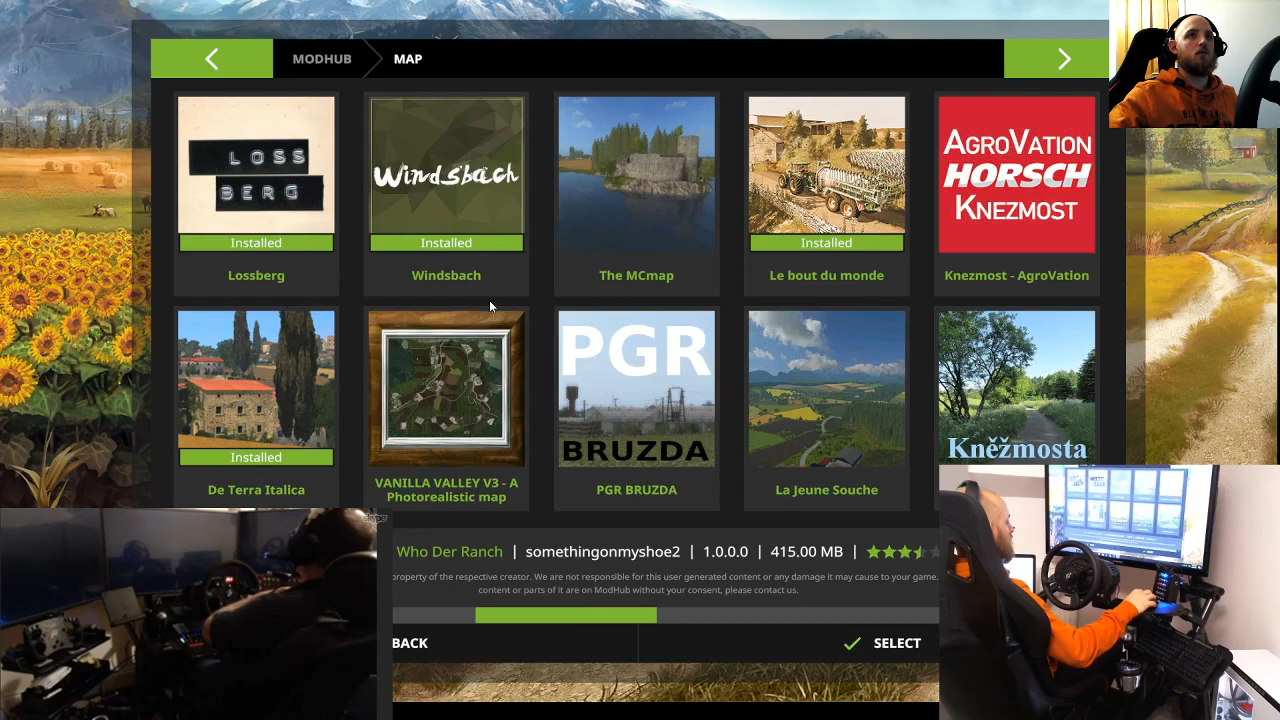 MODHUB MAP
LOSS
BERG
Installed
Lossberg
Windsbach
Installed
Windsbach
The MCmap
Installed
Le bout du monde
AGROVATION
HORSCH
KNEZMOST
Knezmost - AgroVation
Installed
De Terra Italica
VANILLA VALLEY V3 - A
Photorealistic map
PGR
BRUZDA
PGR BRUZDA
La Jeune Souche
Kněžmosta
skype
Who Der Ranch | somethingonmyshoe2 | 1.0.0.0 | 415.00 MB |
property of the respective creator. We are not responsible for this user generated content or any damage it may cause to your game.
content or parts of it are on ModHub without your consent, please contact us.
BACK
SELECT